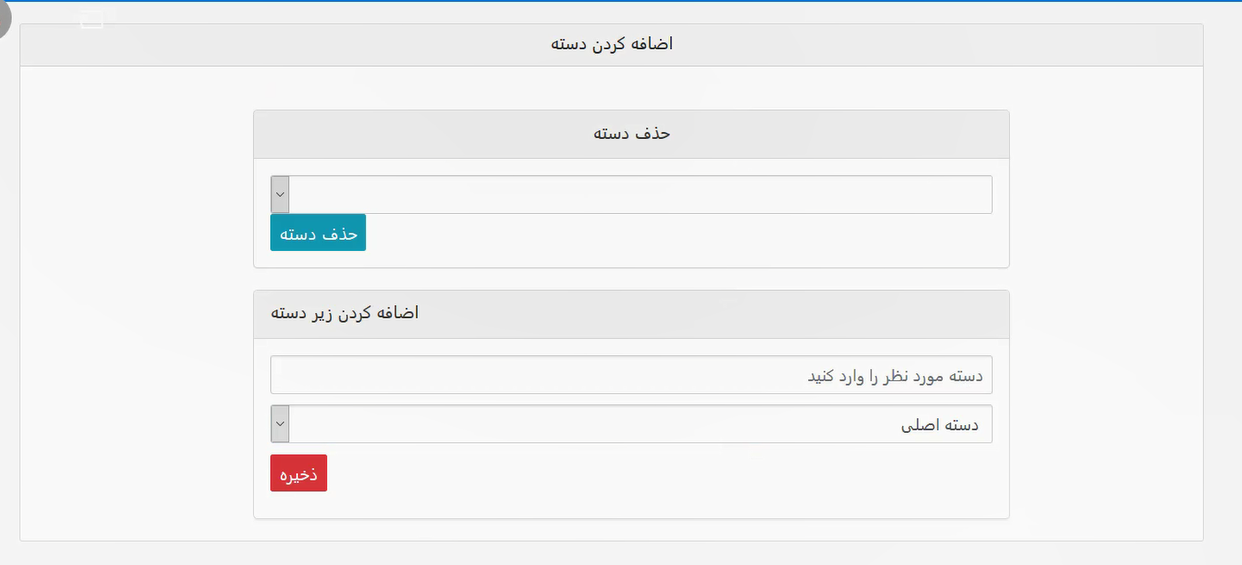 اضافه کردن دسته
حذف دسته
حذف دسته
اضافه کردن زیر دسته
دسته مورد نظر را وارد کنید
دسته اصلی
ذخیره